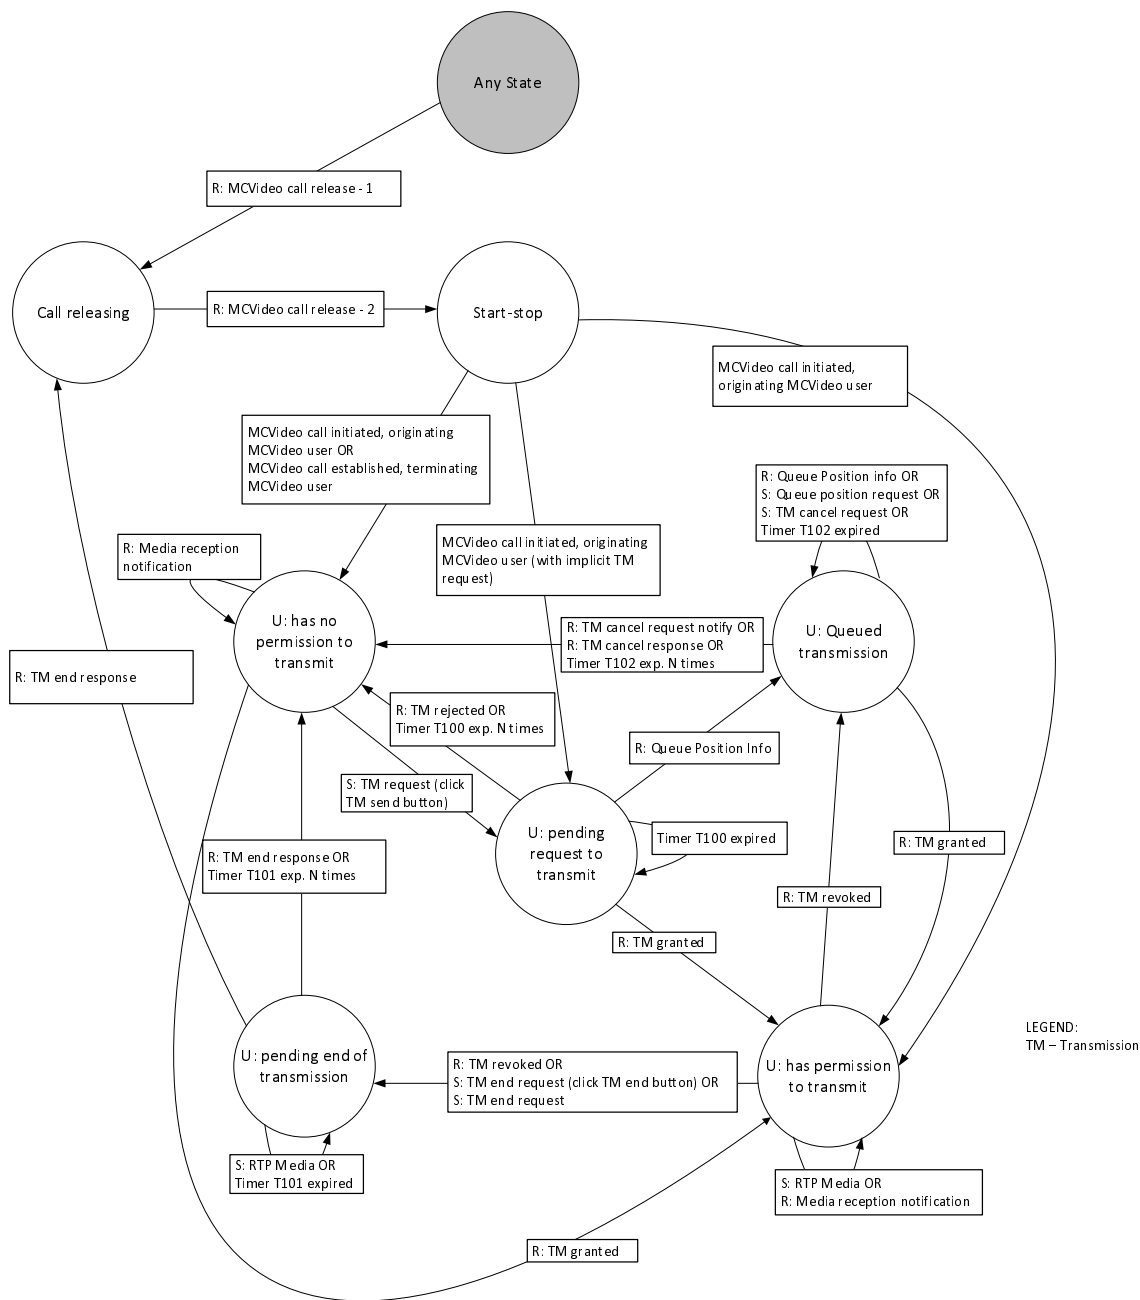 Any State
R: MCVideo call release - 1
Call releasing
R: MCVideo call release - 2
Start-stop
MCVideo call initiated,
originating MCVideo user
MCVideo call initiated, originating
MCVideo user OR
MCVideo call established, terminating
MCVideo user
R: Queue Position info OR
S: Queue position request OR
S: TM cancel request OR
Timer T102 expired
R: Media reception
notification
MCVideo call initiated, originating
MCVideo user (with implicit TM
request)
U: has no
permission to
transmit
R: TM cancel request notify OR
R: TM cancel response OR
Timer T102 exp. N times
U: Queued
transmission
R: TM end response
R: TM rejected OR
Timer T100 exp. N times
R: Queue Position Info
S: TM request (click
TM send button)
U: pending
request to
transmit
Timer T100 expired
R: TM granted
R: TM end response OR
Timer T101 exp. N times
R: TM revoked
R: TM granted
U: pending end of
transmission
R: TM revoked OR
S: TM end request (click TM end button) OR
S: TM end request
U: has permission
to transmit
LEGEND:
TM – Transmission
S: RTP Media OR
Timer T101 expired
S: RTP Media OR
R: Media reception notification
R: TM granted